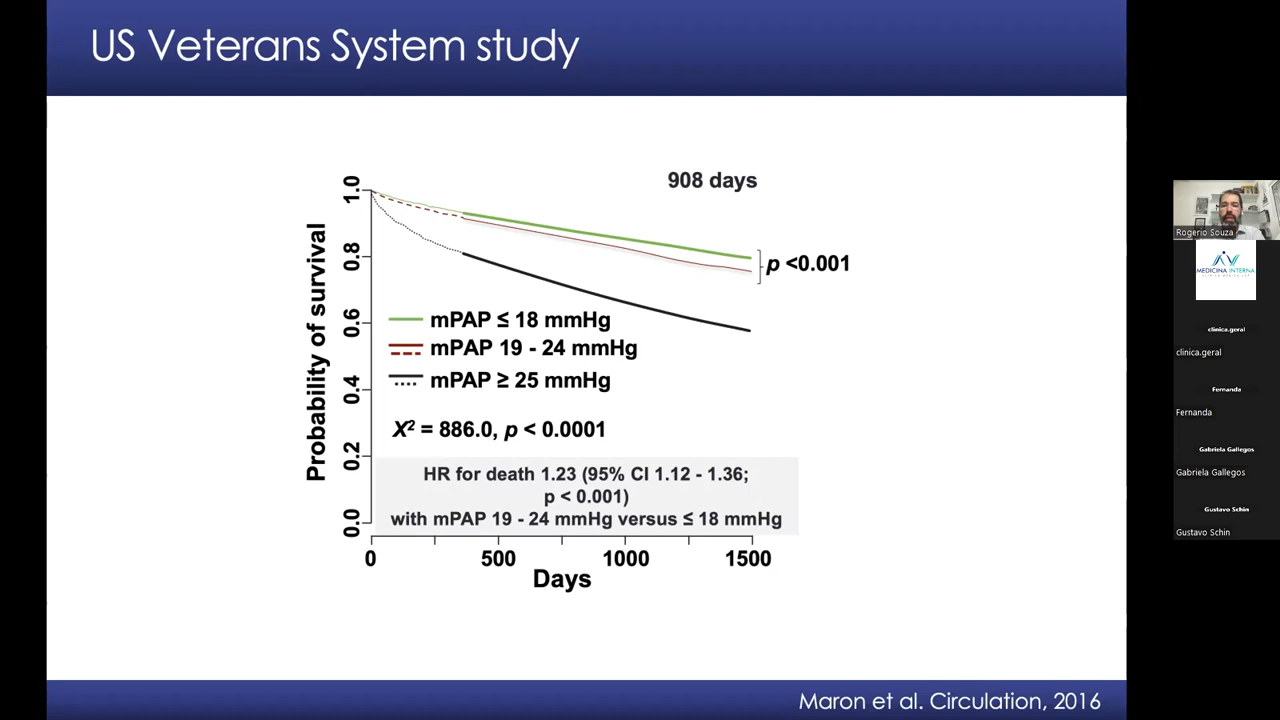 US Veterans System study
908 days
1.0
0.8
0.6
0.4
0.2
0.0
Probability of survival
p <0.001
mPAP ≤ 18 mmHg
mPAP 19 - 24 mmHg
mPAP ≥ 25 mmHg
X² = 886.0, p < 0.0001
HR for death 1.23 (95% CI 1.12 - 1.36;
p < 0.001)
with mPAP 19 - 24 mmHg versus ≤ 18 mmHg
0
500
1000
1500
Days
Maron et al. Circulation, 2016
Rogerio Souza
MEDICINA INTERNA
clinica.geral
clinica.geral
Fernanda
Fernanda
Gabriela Gallegos
Gabriela Gallegos
Gustavo Schin
Gustavo Schin